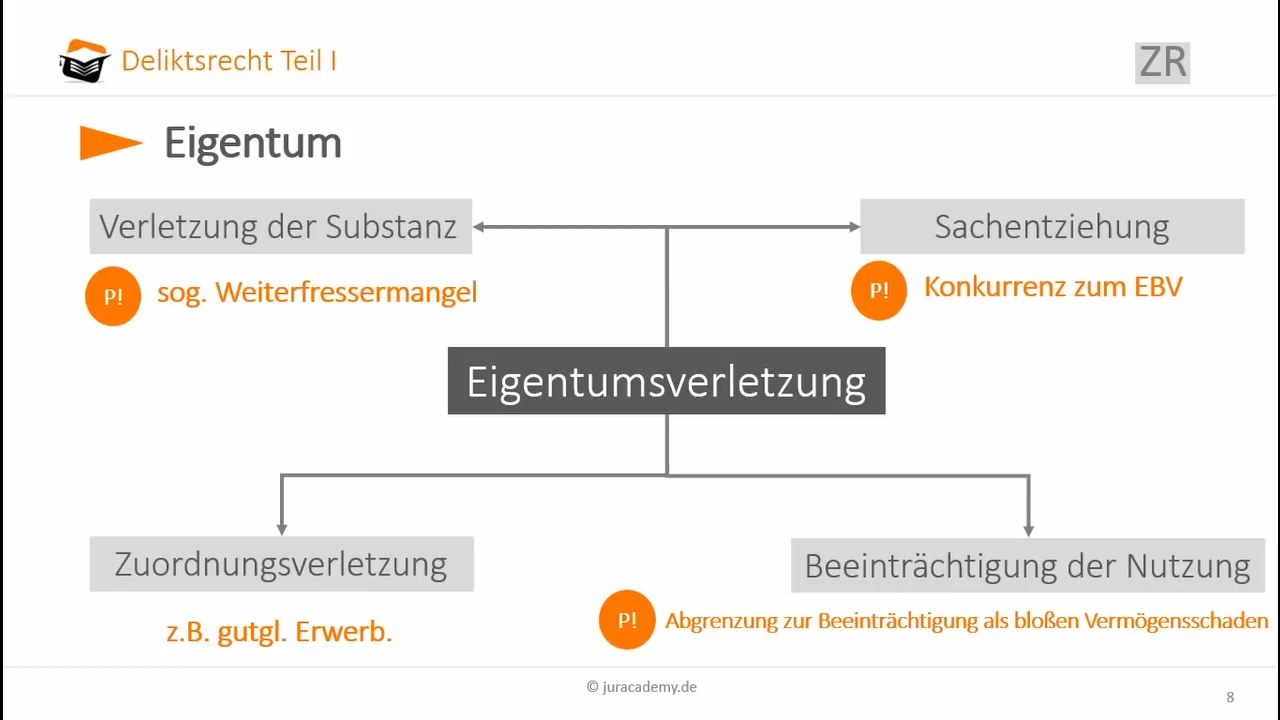 Deliktsrecht Teil I
ZR
Eigentum
Verletzung der Substanz
Sachentziehung
P! sog. Weiterfressermangel
P! Konkurrenz zum EBV
Eigentumsverletzung
Zuordnungsverletzung
Beeinträchtigung der Nutzung
z.B. gutgl. Erwerb.
P! Abgrenzung zur Beeinträchtigung als bloßen Vermögensschaden
© juracademy.de
8